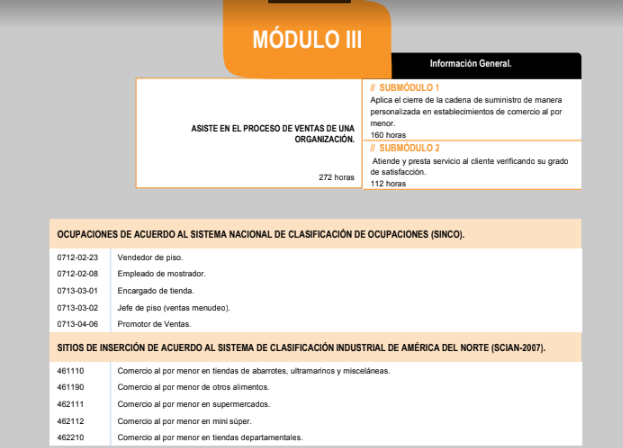 MÓDULO III
Información General.
ASISTE EN EL PROCESO DE VENTAS DE UNA
ORGANIZACIÓN.
272 horas
// SUBMÓDULO 1
Aplica el cierre de la cadena de suministro de manera
personalizada en establecimientos de comercio al por
menor.
160 horas
// SUBMÓDULO 2
Atiende y presta servicio al cliente verificando su grado
de satisfacción.
112 horas
OCUPACIONES DE ACUERDO AL SISTEMA NACIONAL DE CLASIFICACIÓN DE OCUPACIONES (SINCO).
0712-02-23 Vendedor de piso.
0712-02-08 Empleado de mostrador.
0713-03-01 Encargado de tienda.
0713-03-02 Jefe de piso (ventas menudeo).
0713-04-06 Promotor de Ventas.
SITIOS DE INSERCIÓN DE ACUERDO AL SISTEMA DE CLASIFICACIÓN INDUSTRIAL DE AMÉRICA DEL NORTE (SCIAN-2007).
461110 Comercio al por menor en tiendas de abarrotes, ultramarinos y misceláneas.
461190 Comercio al por menor de otros alimentos.
462111 Comercio al por menor en supermercados.
462112 Comercio al por menor en mini súper.
462210 Comercio al por menor en tiendas departamentales.